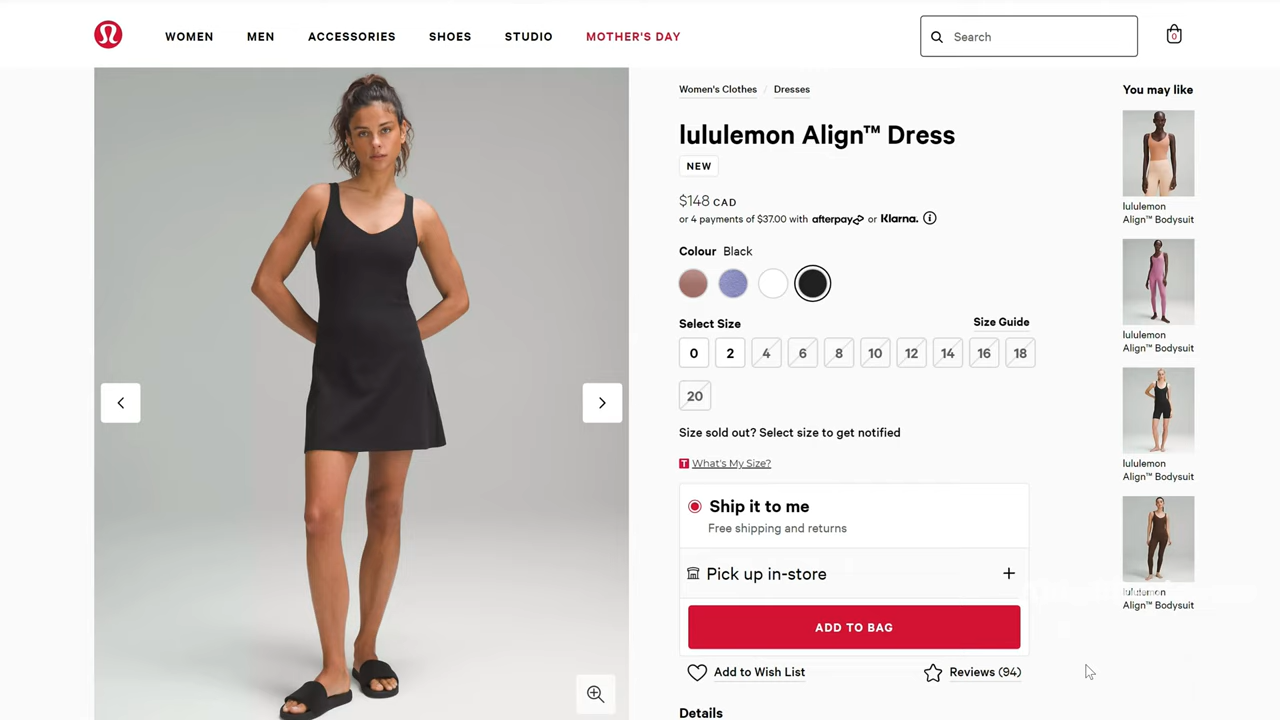 WOMEN MEN ACCESSORIES SHOES STUDIO MOTHER'S DAY
Search
0
Women's Clothes / Dresses
lululemon Align™ Dress
NEW
$148 CAD
or 4 payments of $37.00 with afterpay or Klarna.
Colour Black
Select Size Size Guide
0 2 4 6 8 10 12 14 16 18
20
Size sold out? Select size to get notified
T What's My Size?
Ship it to me
Free shipping and returns
Pick up in-store +
ADD TO BAG
Add to Wish List Reviews (94)
Details
You may like
lululemon
Align™ Bodysuit
lululemon
Align™ Bodysuit
lululemon
Align™ Bodysuit
lululemon
Align™ Bodysuit